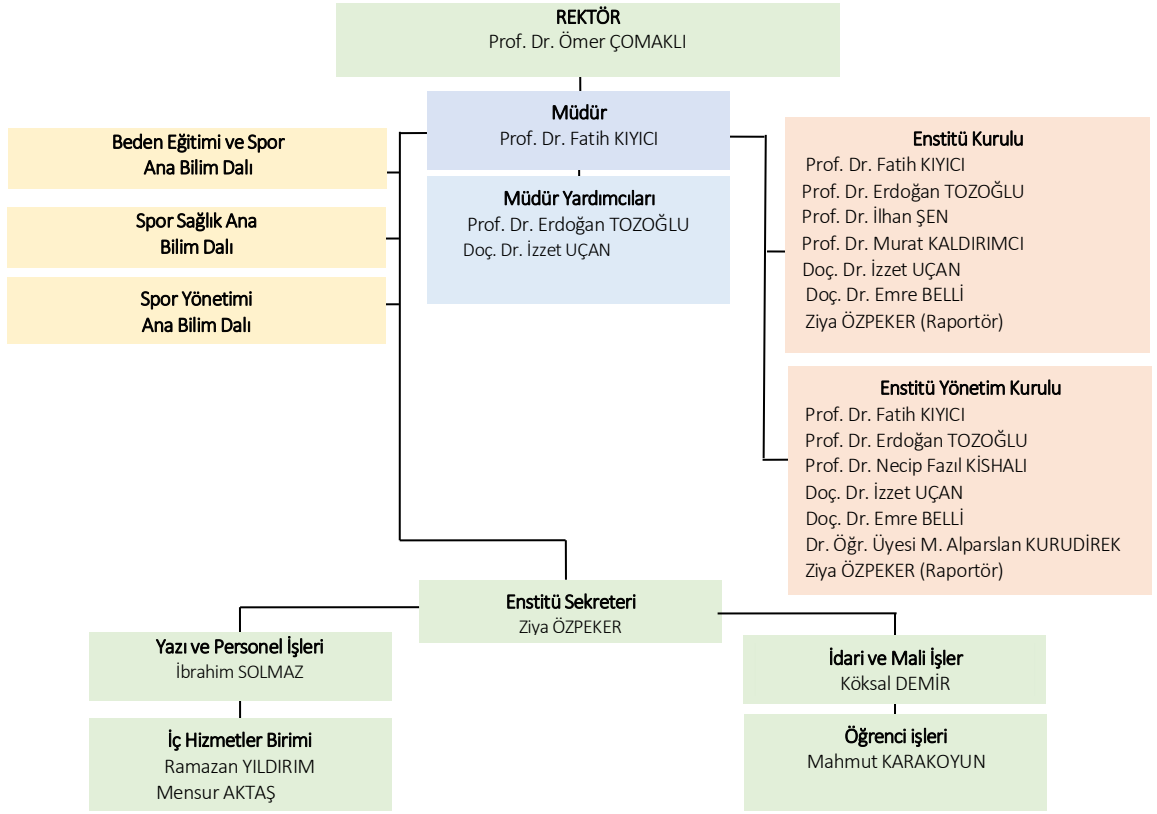 REKTÖR
Prof. Dr. Ömer ÇOMAKLI
Müdür
Prof. Dr. Fatih KIYICI
Müdür Yardımcıları
Prof. Dr. Erdoğan TOZOĞLU
Doç. Dr. İzzet UÇAN
Beden Eğitimi ve Spor
Ana Bilim Dalı
Spor Sağlık Ana
Bilim Dalı
Spor Yönetimi
Ana Bilim Dalı
Enstitü Kurulu
Prof. Dr. Fatih KIYICI
Prof. Dr. Erdoğan TOZOĞLU
Prof. Dr. İlhan ŞEN
Prof. Dr. Murat KALDIRIMCI
Doç. Dr. İzzet UÇAN
Doç. Dr. Emre BELLİ
Ziya ÖZPEKER (Raportör)
Enstitü Yönetim Kurulu
Prof. Dr. Fatih KIYICI
Prof. Dr. Erdoğan TOZOĞLU
Prof. Dr. Necip Fazıl KİSHALI
Doç. Dr. İzzet UÇAN
Doç. Dr. Emre BELLİ
Dr. Öğr. Üyesi M. Alparslan KURUDİREK
Ziya ÖZPEKER (Raportör)
Enstitü Sekreteri
Ziya ÖZPEKER
Yazı ve Personel İşleri
İbrahim SOLMAZ
İç Hizmetler Birimi
Ramazan YILDIRIM
Mensur AKTAŞ
İdari ve Mali İşler
Köksal DEMİR
Öğrenci işleri
Mahmut KARAKOYUN